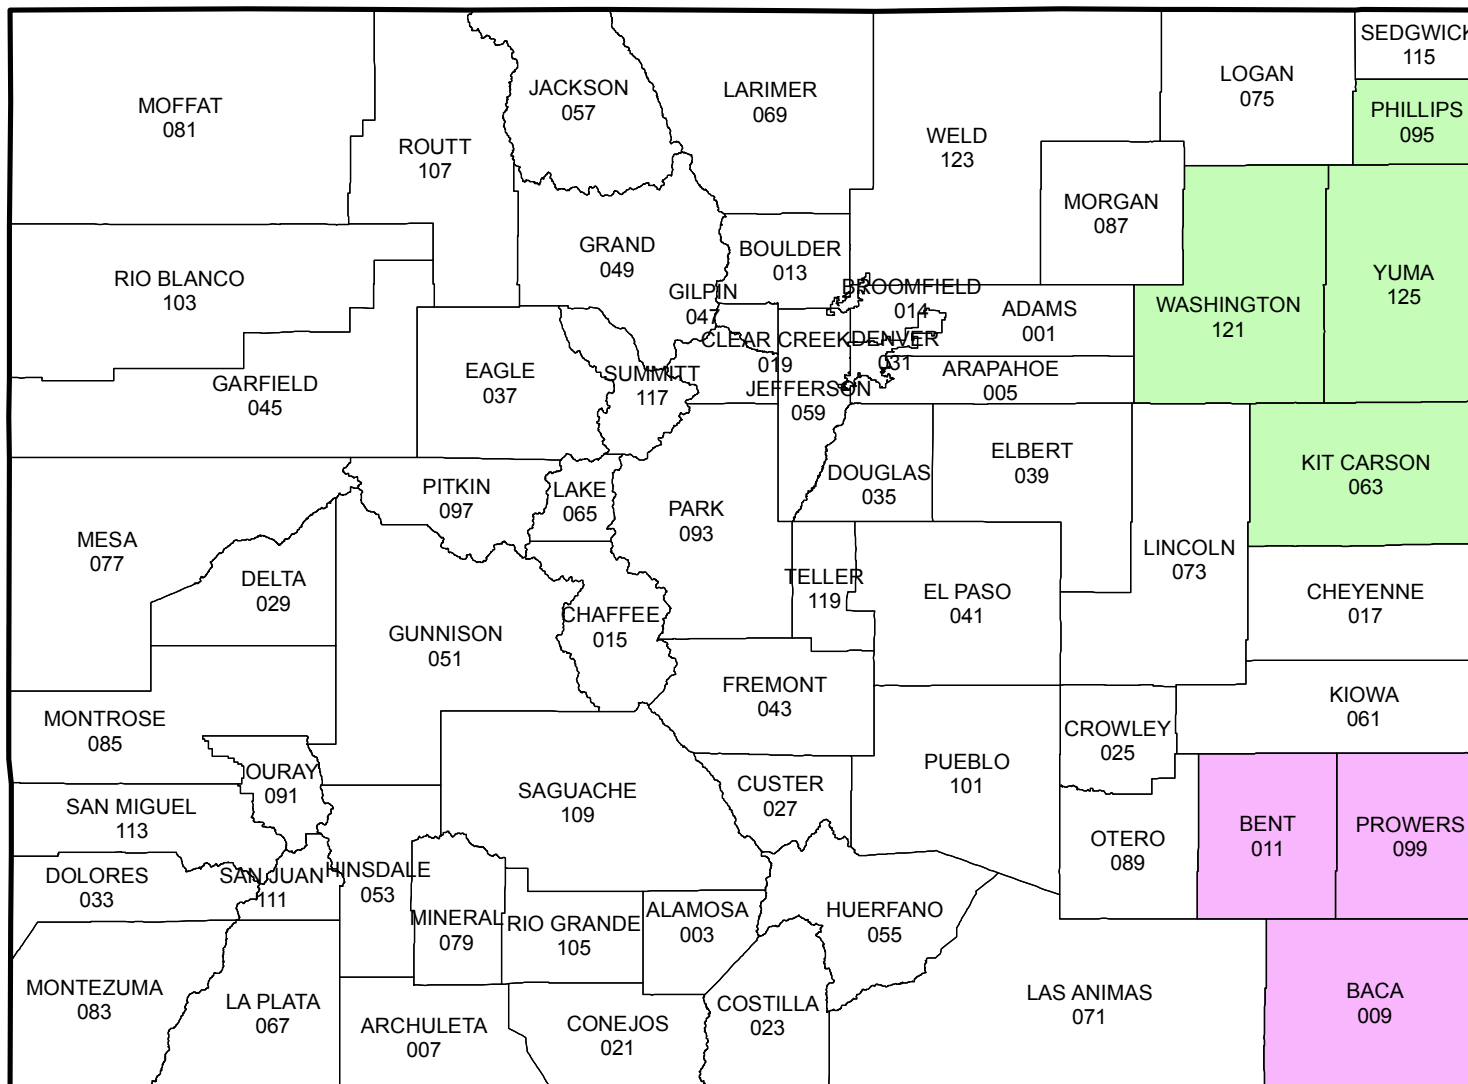 SEDGWICK
115
LOGAN
075
JACKSON
057
LARIMER
069
MOFFAT
081
PHILLIPS
095
WELD
123
ROUTT
107
MORGAN
087
GRAND
049
BOULDER
013
RIO BLANCO
103
YUMA
125
GILPIN
047
BROOMFIELD
014
WASHINGTON
121
ADAMS
001
CLEAR CREEK
019
DENVER
031
ARAPAHOE
005
EAGLE
037
SUMMITT
117
GARFIELD
045
JEFFERSON
059
ELBERT
039
KIT CARSON
063
DOUGLAS
035
PITKIN
097
LAKE
065
PARK
093
MESA
077
LINCOLN
073
DELTA
029
TELLER
119
EL PASO
041
CHEYENNE
017
CHAFFEE
015
GUNNISON
051
FREMONT
043
KIOWA
061
MONTROSE
085
CROWLEY
025
OURAY
091
PUEBLO
101
CUSTER
027
SAGUACHE
109
SAN MIGUEL
113
BENT
011
PROWERS
099
OTERO
089
DOLORES
033
SAN JUAN
111
HINSDALE
053
MINERAL
079
RIO GRANDE
105
ALAMOSA
003
HUERFANO
055
MONTEZUMA
083
LA PLATA
067
ARCHULETA
007
CONEJOS
021
COSTILLA
023
LAS ANIMAS
071
BACA
009